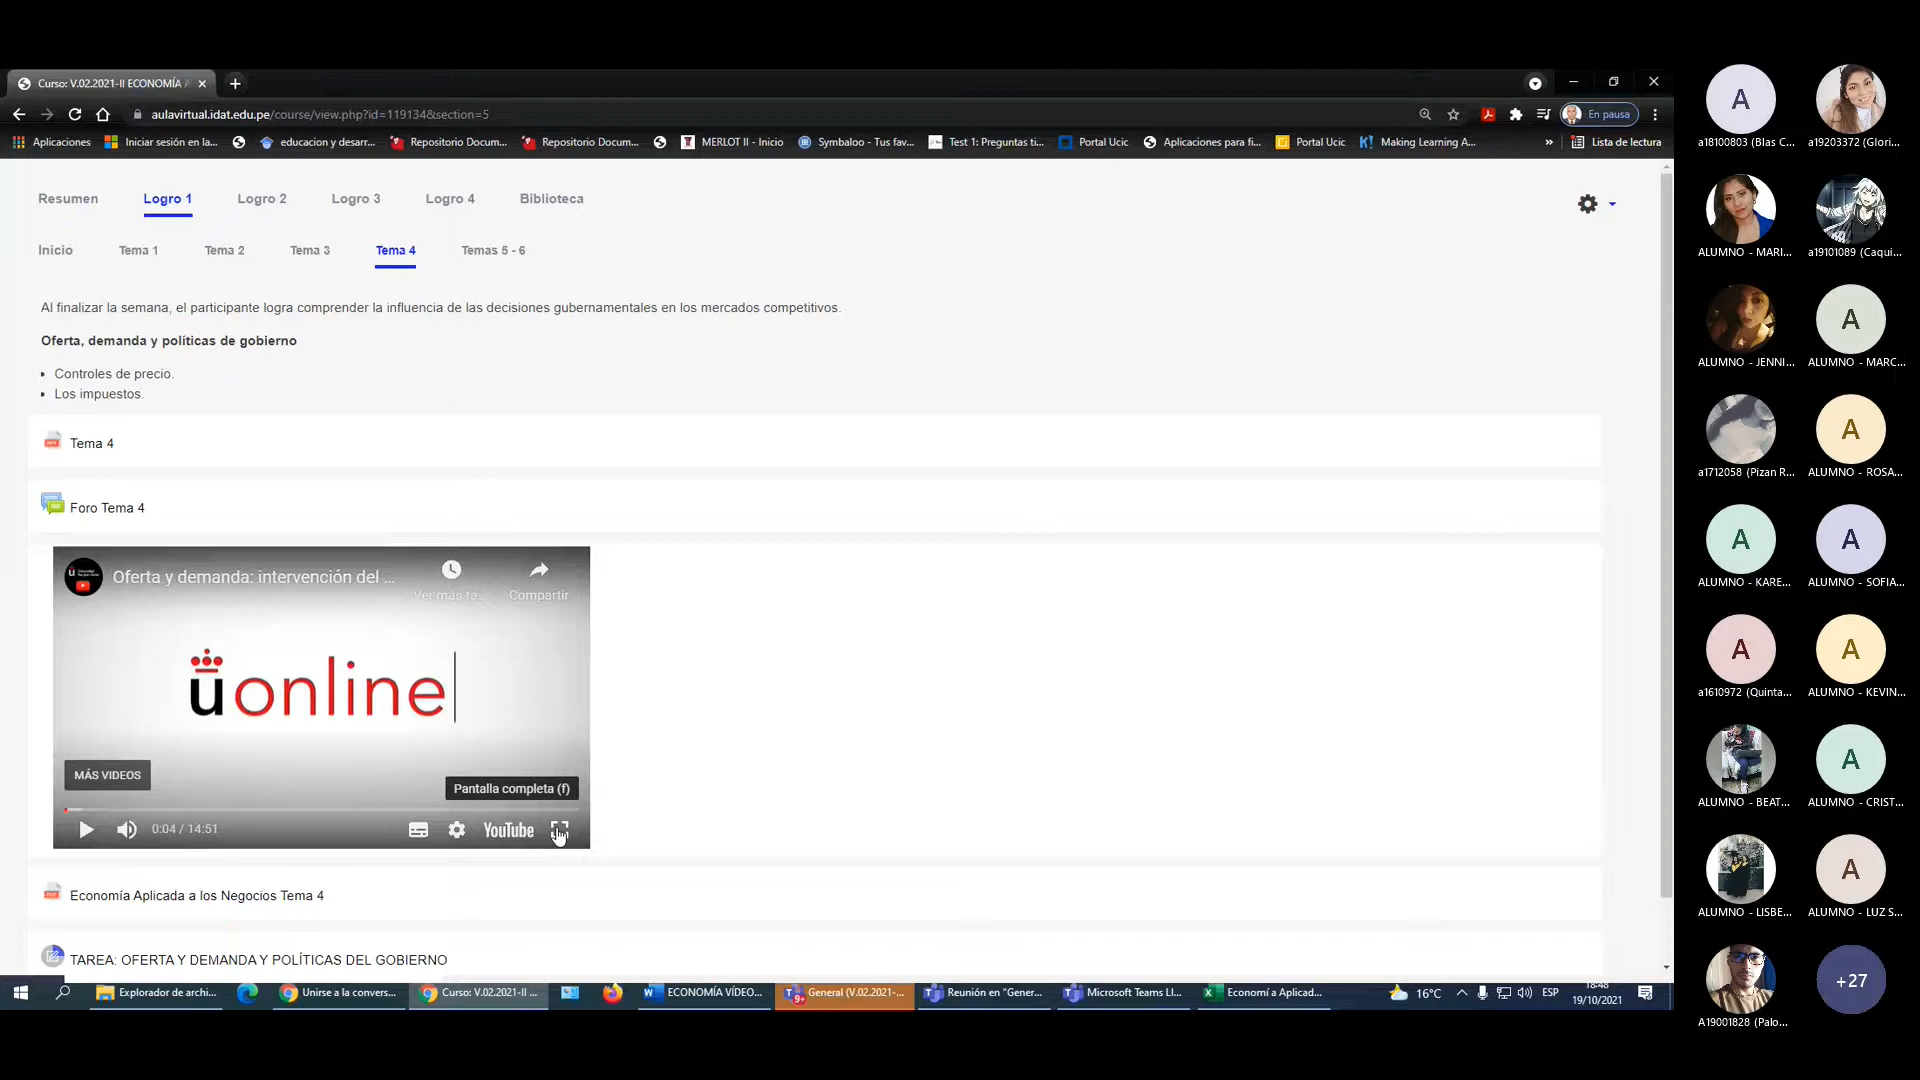 Curso: V.02.2021-II ECONOMÍA A
aulavirtual.idat.edu.pe/course/view.php?id=119134&section=5
En pausa
Aplicaciones
Iniciar sesión en la...
educacion y desarr...
Repositorio Docum...
Repositorio Docum...
MERLOT II - Inicio
Symbaloo - Tus fav...
Test 1: Preguntas ti...
Portal Ucic
Aplicaciones para fi...
Portal Ucic
Making Learning A...
»
Lista de lectura
Resumen
Logro 1
Logro 2
Logro 3
Logro 4
Biblioteca
Inicio
Tema 1
Tema 2
Tema 3
Tema 4
Temas 5 - 6
Al finalizar la semana, el participante logra comprender la influencia de las decisiones gubernamentales en los mercados competitivos.
Oferta, demanda y políticas de gobierno
Controles de precio.
Los impuestos.
Tema 4
Foro Tema 4
Oferta y demanda: intervención del ...
Ver más ta...
Compartir
üonline
MÁS VIDEOS
Pantalla completa (f)
0:04 / 14:51
YouTube
Economía Aplicada a los Negocios Tema 4
TAREA: OFERTA Y DEMANDA Y POLÍTICAS DEL GOBIERNO
Explorador de archi...
Unirse a la convers...
Curso: V.02.2021-II ...
ECONOMÍA VÍDEO...
9+
General (V.02.2021-...
Reunión en "Gener...
Microsoft Teams Ll...
Economí a Aplicad...
16°C
ESP
18:48
19/10/2021
A
a18100803 (Blas C...
a19203372 (Glori...
ALUMNO - MARI...
a19101089 (Caqui...
ALUMNO - JENNI...
A
ALUMNO - MARC...
a1712058 (Pizan R...
A
ALUMNO - ROSA...
A
ALUMNO - KARE...
A
ALUMNO - SOFIA...
A
a1610972 (Quinta...
A
ALUMNO - KEVIN...
ALUMNO - BEAT...
A
ALUMNO - CRIST...
ALUMNO - LISBE...
A
ALUMNO - LUZ S...
A19001828 (Palo...
+27